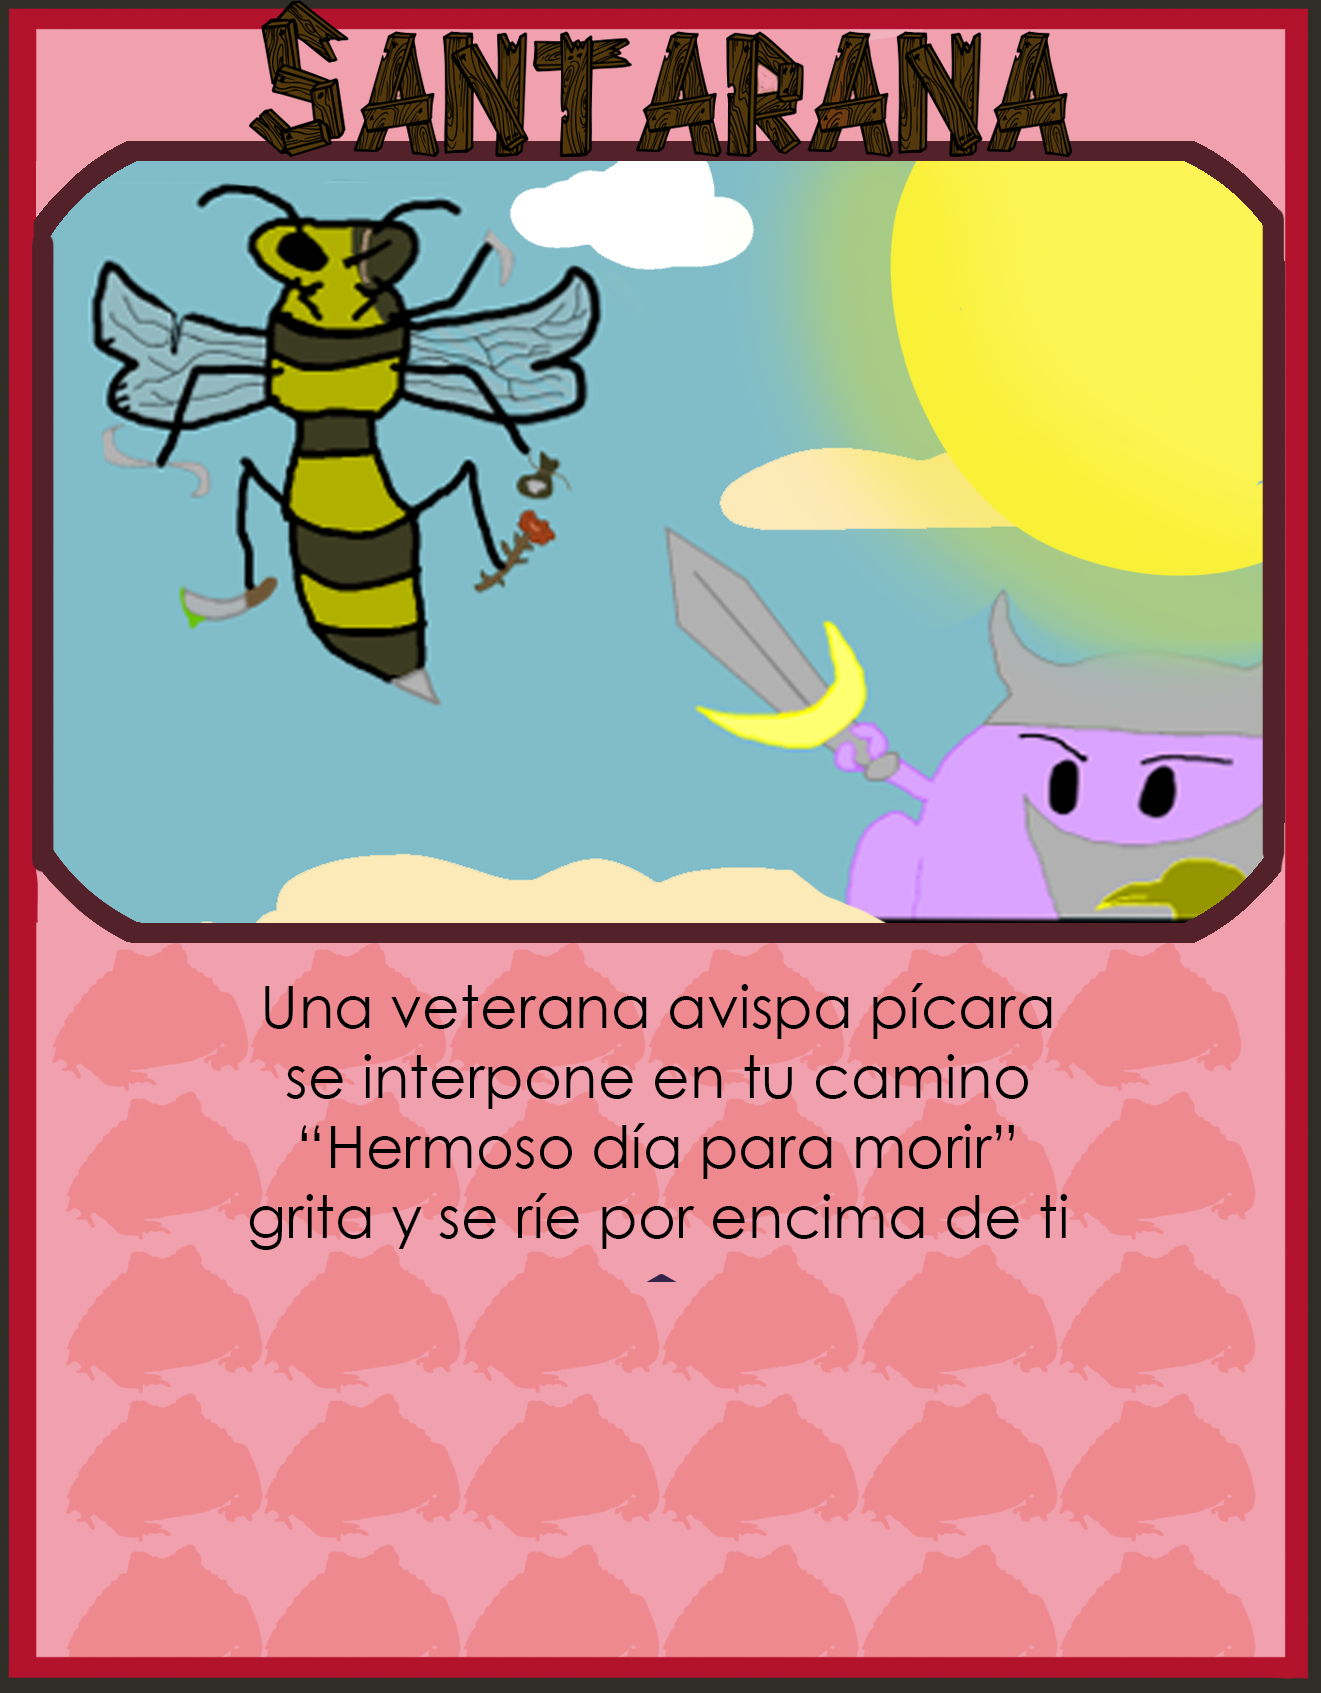 SANTARANA
Una veterana avispa pícara
se interpone en tu camino
“Hermoso día para morir”
grita y se ríe por encima de ti